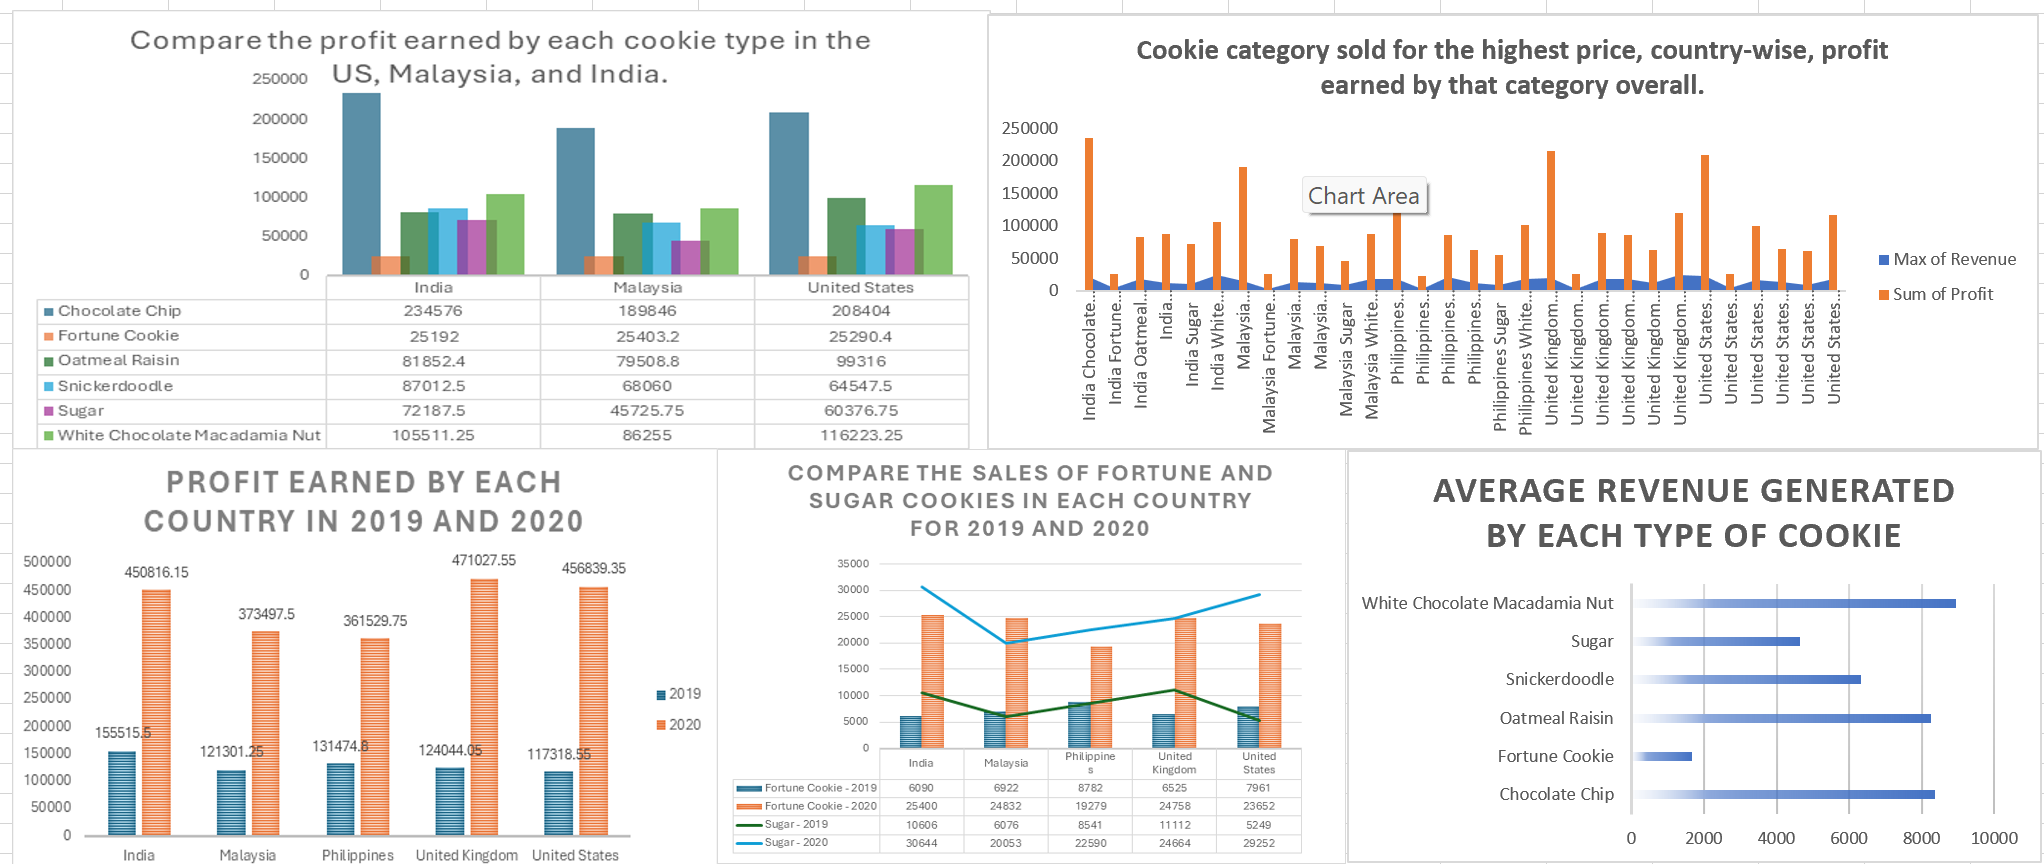 Compare the profit earned by each cookie type in the
US, Malaysia, and India.
250000
200000
150000
100000
50000
0
India Malaysia United States
Chocolate Chip 234576 189846 208404
Fortune Cookie 25192 25403.2 25290.4
Oatmeal Raisin 81852.4 79508.8 99316
Snickerdoodle 87012.5 68060 64547.5
Sugar 72187.5 45725.75 60376.75
White Chocolate Macadamia Nut 105511.25 86255 116223.25
Cookie category sold for the highest price, country-wise, profit
earned by that category overall.
250000
200000
150000
100000
50000
0
Chart Area
Max of Revenue
Sum of Profit
India Chocolate...
India Fortune...
India Oatmeal...
India...
India Sugar
India White...
Malaysia...
Malaysia Fortune...
Malaysia...
Malaysia...
Malaysia Sugar
Malaysia White...
Philippines...
Philippines...
Philippines...
Philippines...
Philippines Sugar
Philippines White...
United Kingdom...
United Kingdom...
United Kingdom...
United Kingdom...
United Kingdom...
United Kingdom...
United States...
United States...
United States...
United States...
United States...
United States...
PROFIT EARNED BY EACH
COUNTRY IN 2019 AND 2020
500000
450000
400000
350000
300000
250000
200000
150000
100000
50000
0
450816.15
373497.5
361529.75
471027.55
456839.35
155515.5
121301.25
131474.8
124044.05
117318.55
2019
2020
India Malaysia Philippines United Kingdom United States
COMPARE THE SALES OF FORTUNE AND
SUGAR COOKIES IN EACH COUNTRY
FOR 2019 AND 2020
35000
30000
25000
20000
15000
10000
5000
0
India Malaysia Philippine United United
s Kingdom States
Fortune Cookie - 2019 6090 6922 8782 6525 7961
Fortune Cookie - 2020 25400 24832 19279 24758 23652
Sugar - 2019 10606 6076 8541 11112 5249
Sugar - 2020 30644 20053 22590 24664 29252
AVERAGE REVENUE GENERATED
BY EACH TYPE OF COOKIE
White Chocolate Macadamia Nut
Sugar
Snickerdoodle
Oatmeal Raisin
Fortune Cookie
Chocolate Chip
0 2000 4000 6000 8000 10000